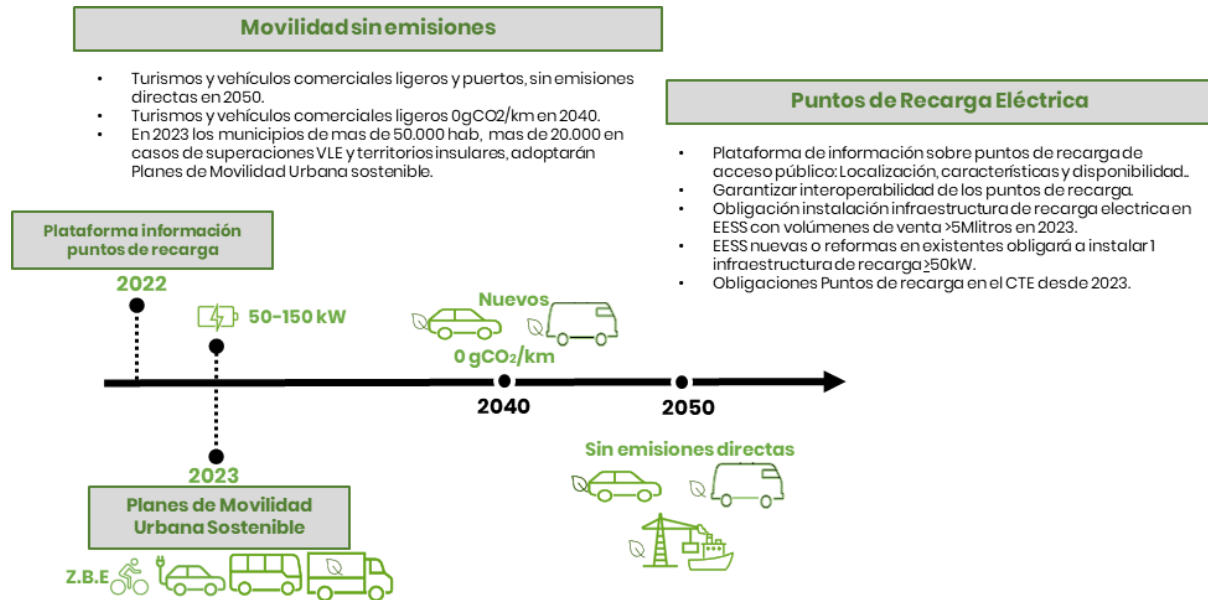 Movilidad sin emisiones
• Turismos y vehículos comerciales ligeros y puertos, sin emisiones
directas en 2050.
• Turismos y vehículos comerciales ligeros 0gCO2/km en 2040.
• En 2023 los municipios de mas de 50.000 hab, mas de 20.000 en
casos de superaciones VLE y territorios insulares, adoptarán
Planes de Movilidad Urbana sostenible.
Puntos de Recarga Eléctrica
• Plataforma de información sobre puntos de recarga de
acceso público: Localización, características y disponibilidad..
• Garantizar interoperabilidad de los puntos de recarga.
• Obligación instalación infraestructura de recarga electrica en
EESS con volúmenes de venta >5Mlitros en 2023.
• EESS nuevas o reformas en existentes obligará a instalar 1
infraestructura de recarga ≥50kW.
• Obligaciones Puntos de recarga en el CTE desde 2023.
Plataforma información
puntos de recarga
2022
50-150 kW
Nuevos
0 gCO₂/km
2040
2050
Sin emisiones directas
2023
Planes de Movilidad
Urbana Sostenible
Z.B.E